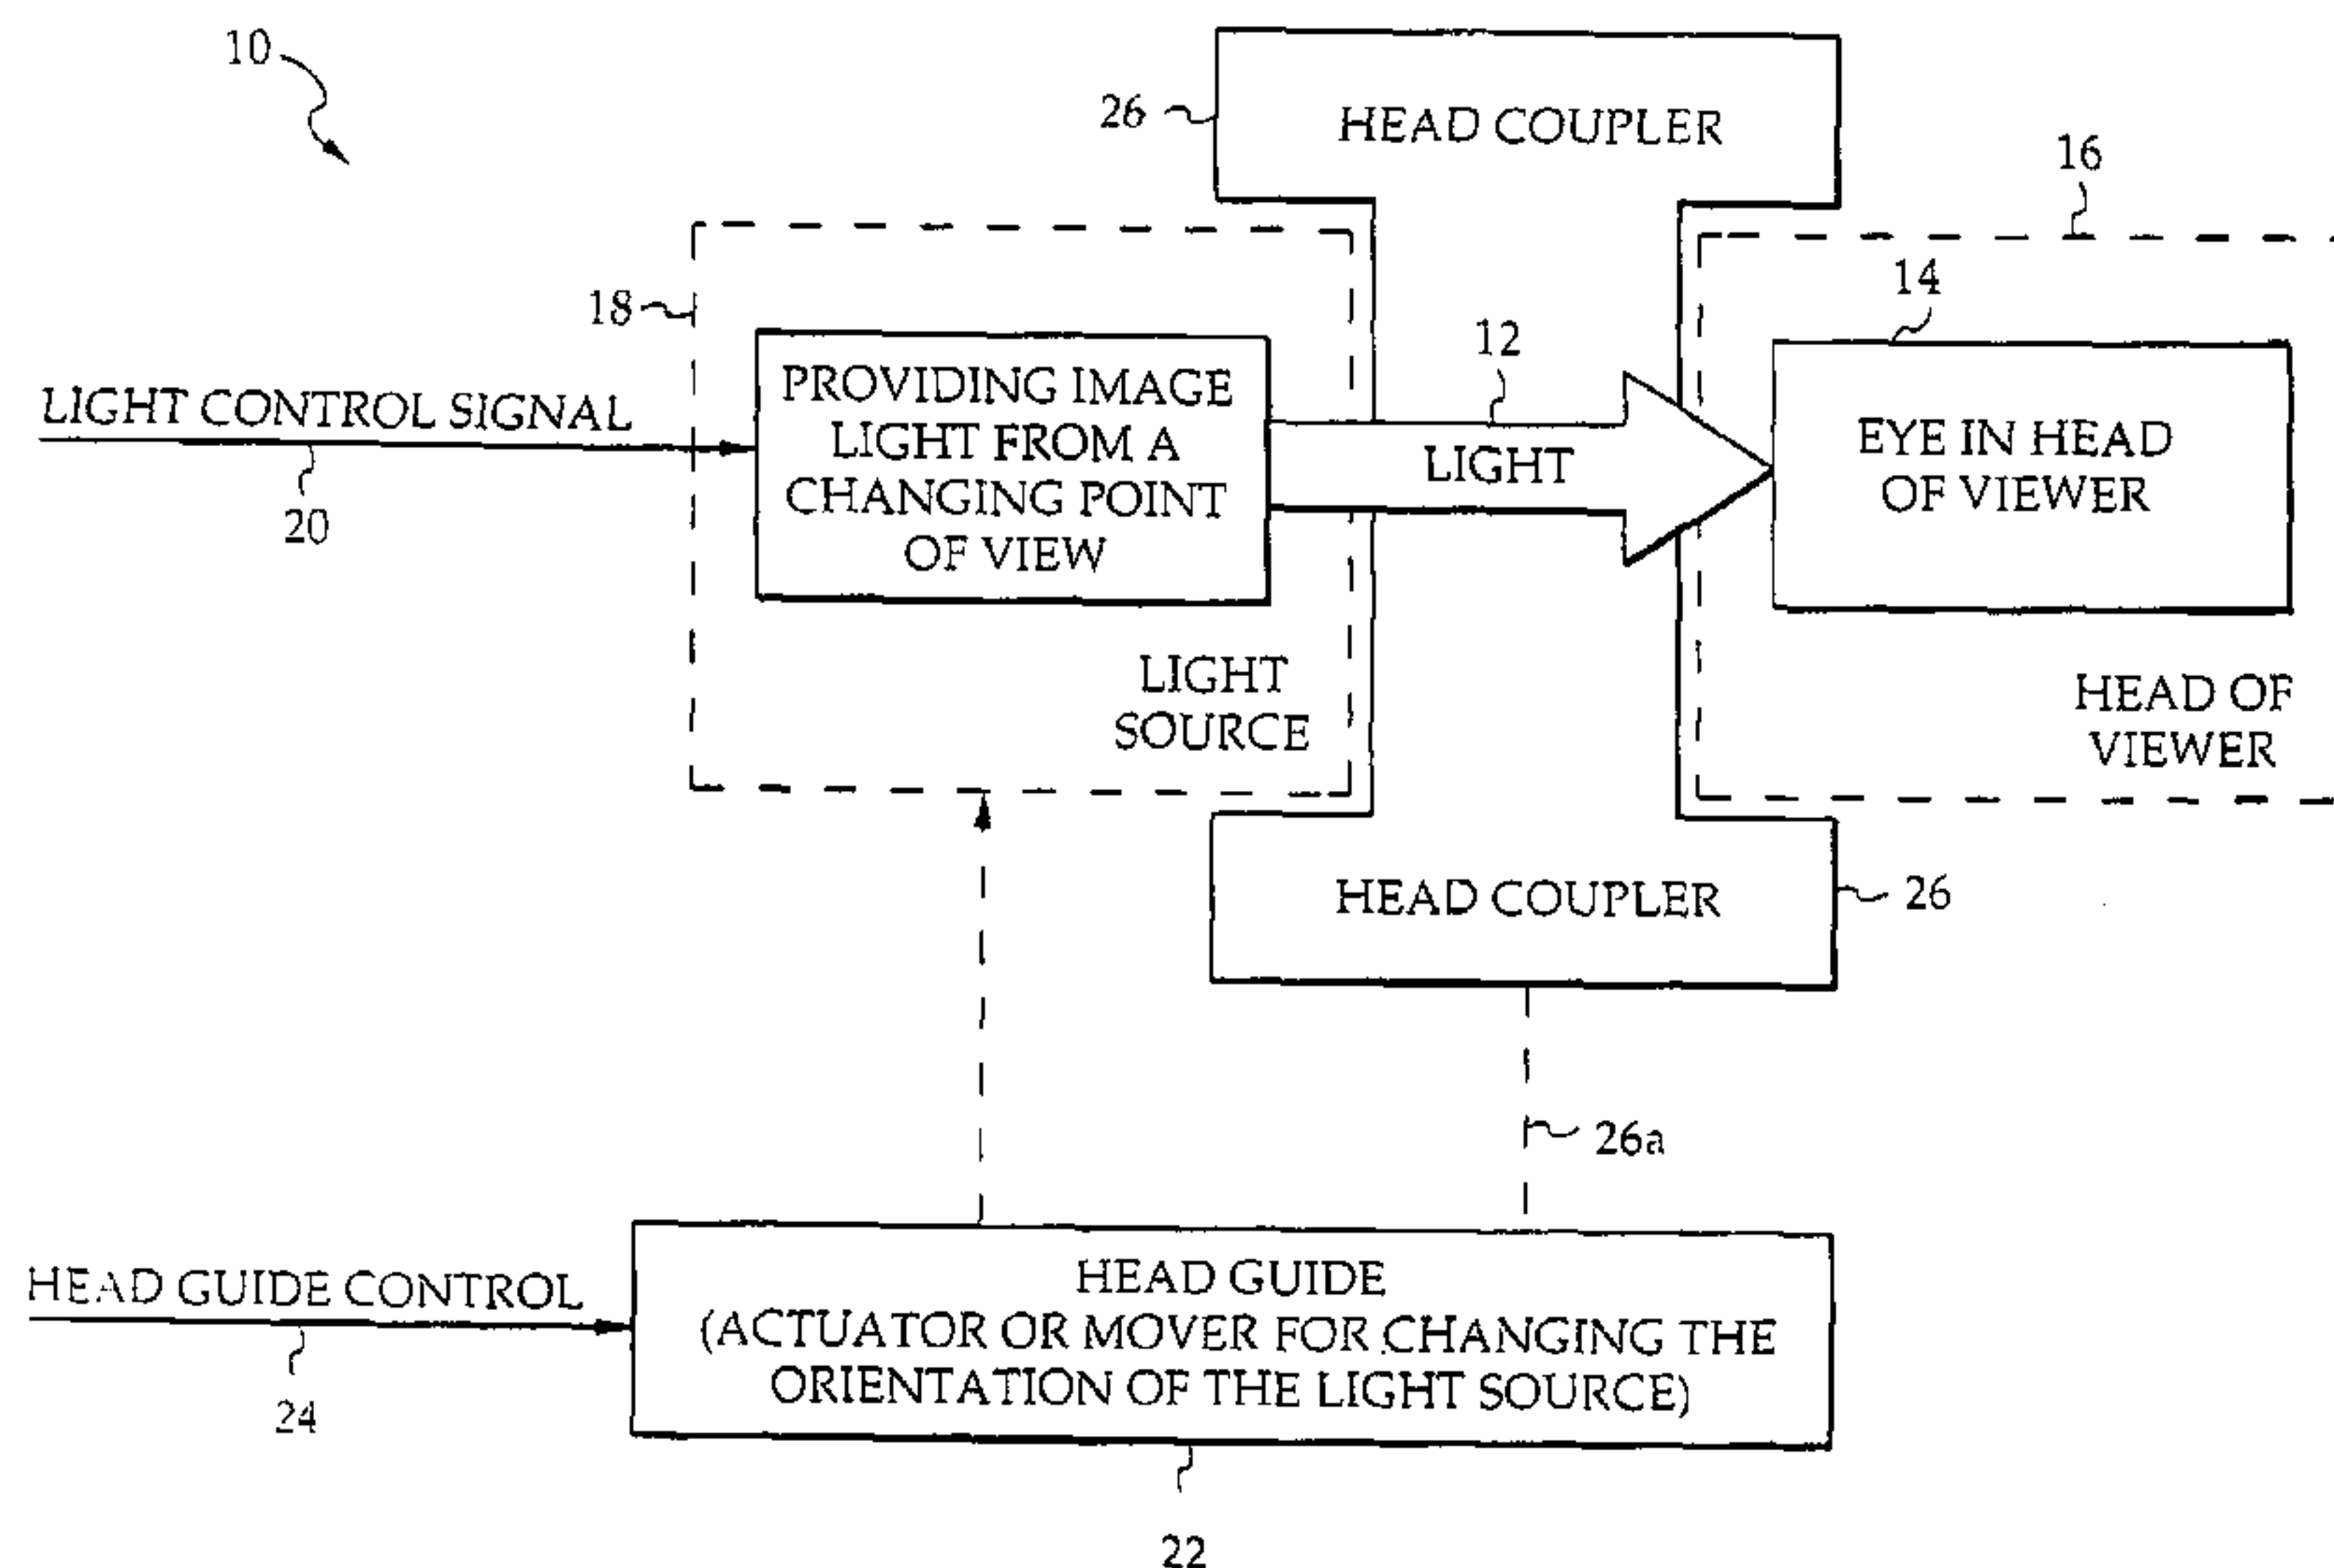 10
26
HEAD COUPLER
16
18
12
14
LIGHT CONTROL SIGNAL
20
PROVIDING IMAGE
LIGHT FROM A
CHANGING POINT
OF VIEW
LIGHT
EYE IN HEAD
OF VIEWER
LIGHT
SOURCE
HEAD OF
VIEWER
HEAD COUPLER
26
26a
HEAD GUIDE CONTROL
24
HEAD GUIDE
(ACTUATOR OR MOVER FOR CHANGING THE
ORIENTATION OF THE LIGHT SOURCE)
22